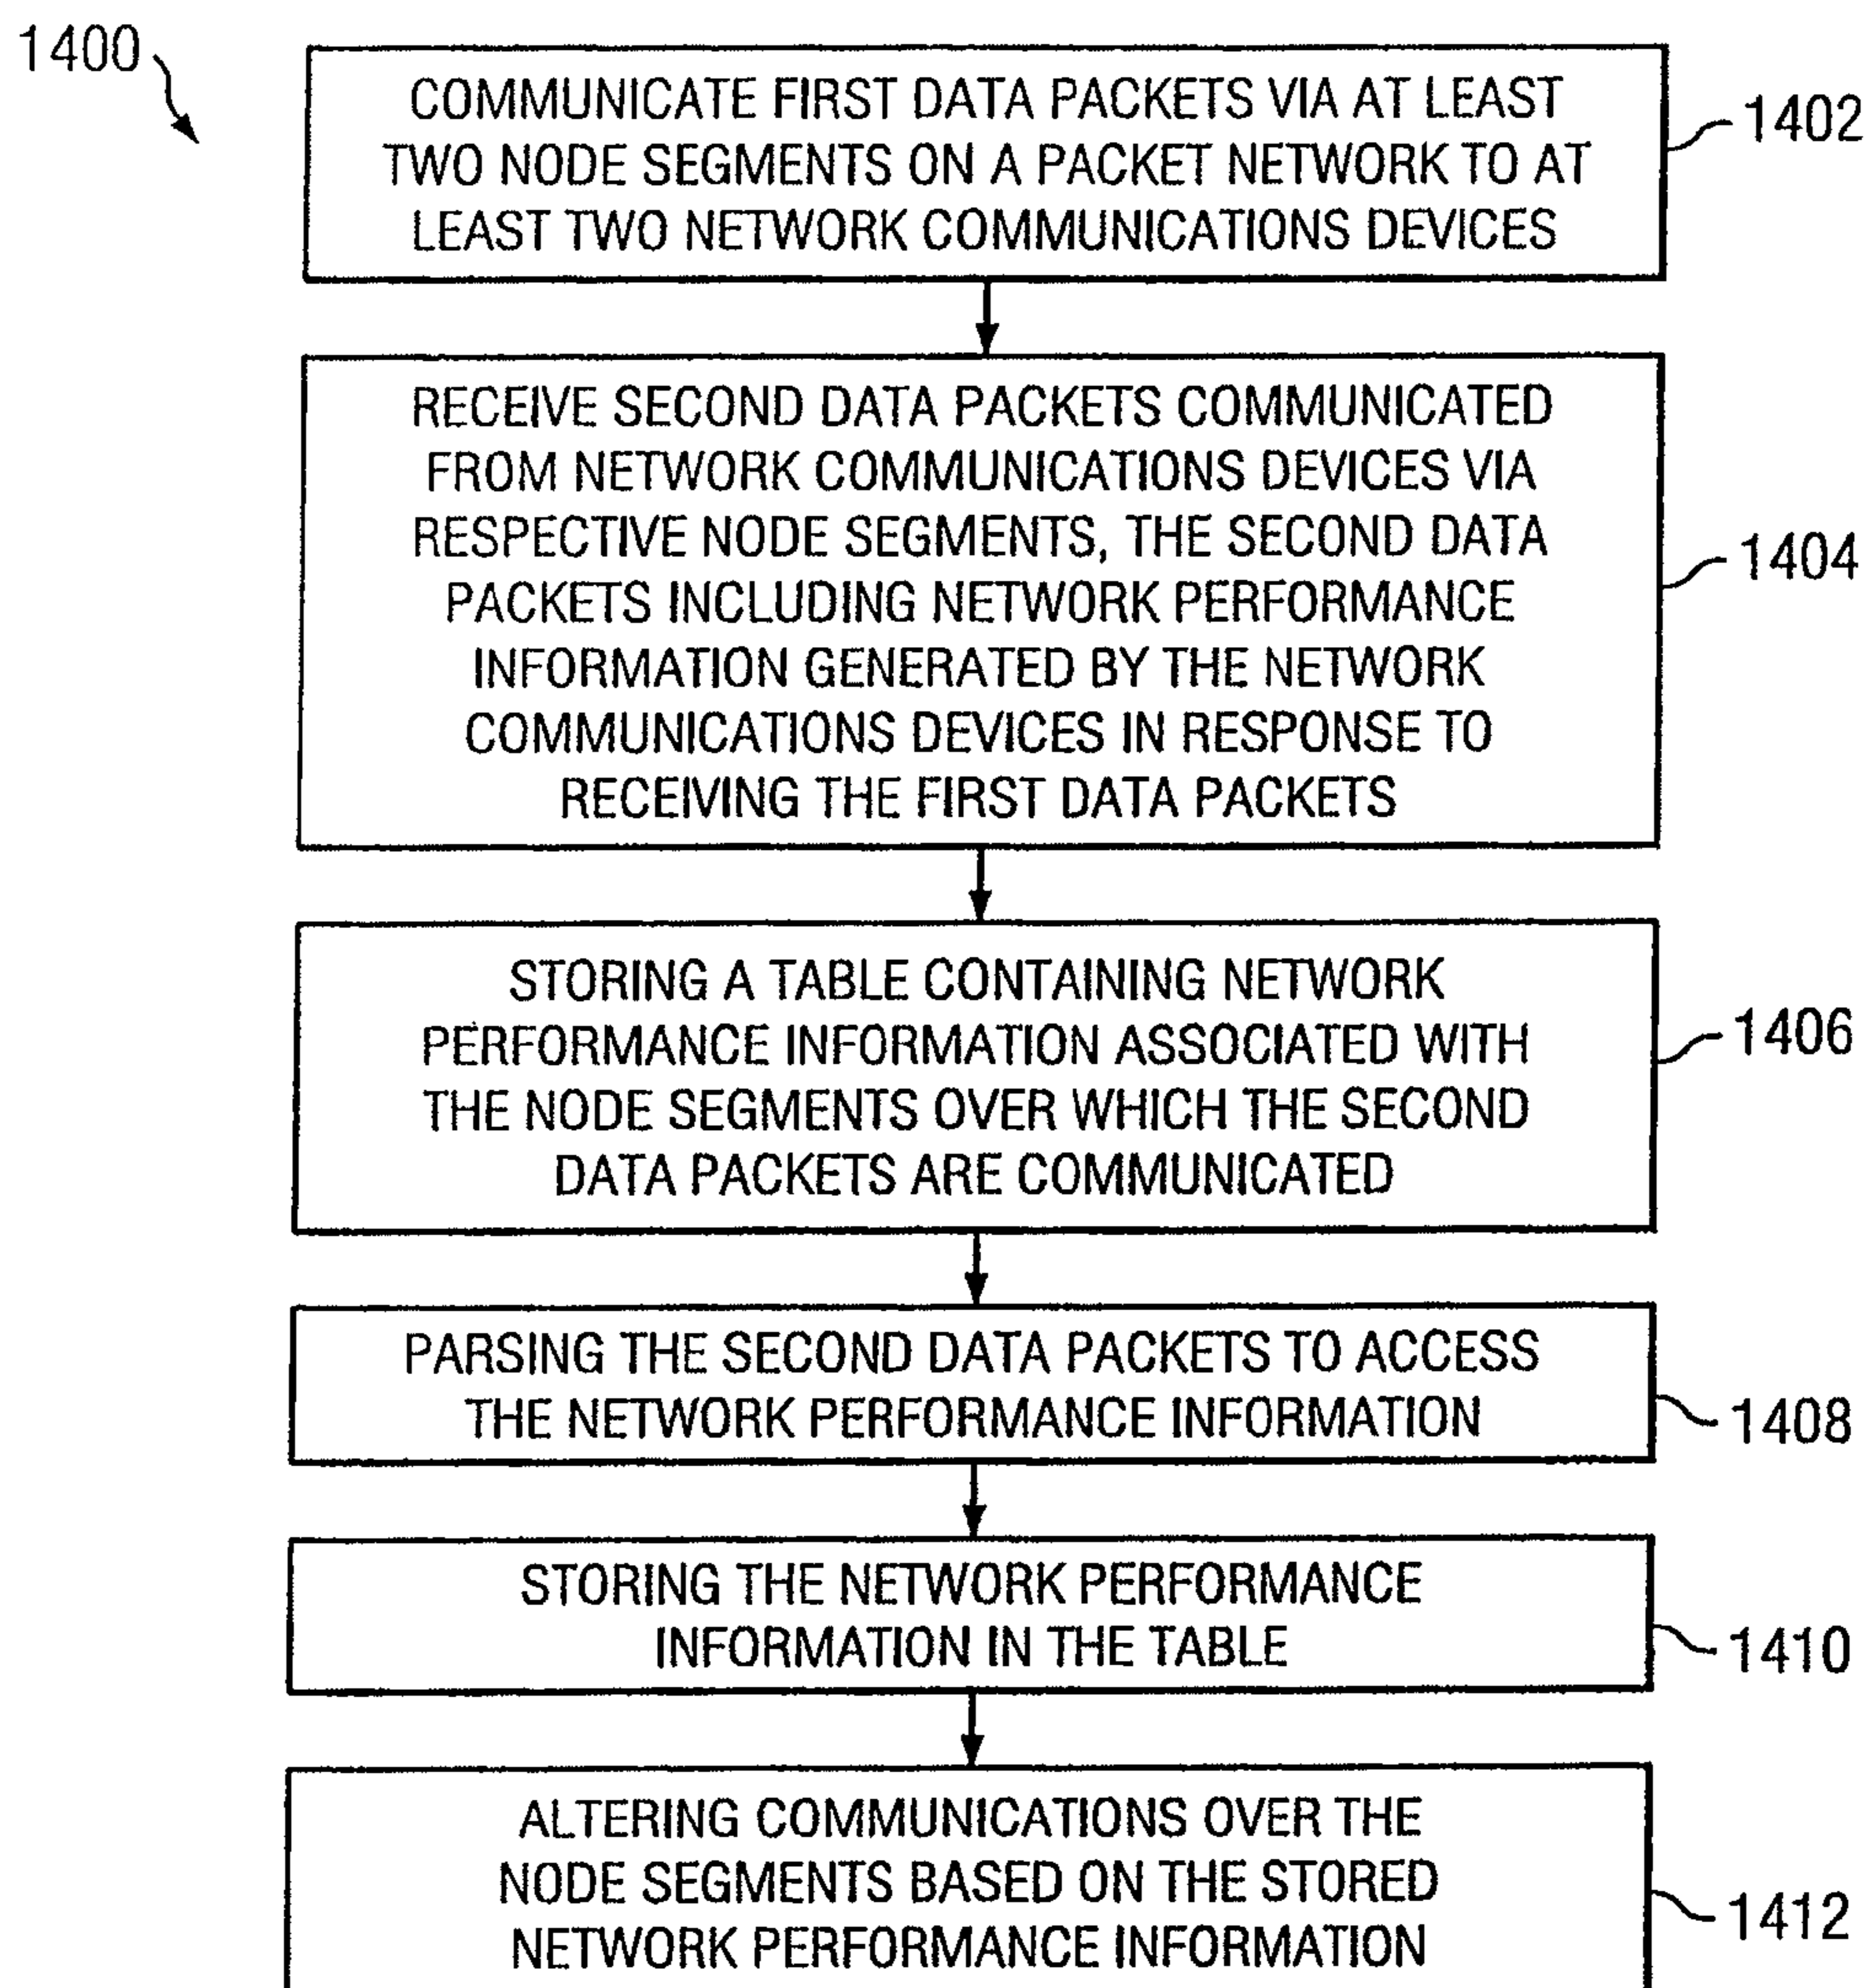 1400
COMMUNICATE FIRST DATA PACKETS VIA AT LEAST
TWO NODE SEGMENTS ON A PACKET NETWORK TO AT
LEAST TWO NETWORK COMMUNICATIONS DEVICES
1402
RECEIVE SECOND DATA PACKETS COMMUNICATED
FROM NETWORK COMMUNICATIONS DEVICES VIA
RESPECTIVE NODE SEGMENTS, THE SECOND DATA
PACKETS INCLUDING NETWORK PERFORMANCE
INFORMATION GENERATED BY THE NETWORK
COMMUNICATIONS DEVICES IN RESPONSE TO
RECEIVING THE FIRST DATA PACKETS
1404
STORING A TABLE CONTAINING NETWORK
PERFORMANCE INFORMATION ASSOCIATED WITH
THE NODE SEGMENTS OVER WHICH THE SECOND
DATA PACKETS ARE COMMUNICATED
1406
PARSING THE SECOND DATA PACKETS TO ACCESS
THE NETWORK PERFORMANCE INFORMATION
1408
STORING THE NETWORK PERFORMANCE
INFORMATION IN THE TABLE
1410
ALTERING COMMUNICATIONS OVER THE
NODE SEGMENTS BASED ON THE STORED
NETWORK PERFORMANCE INFORMATION
1412